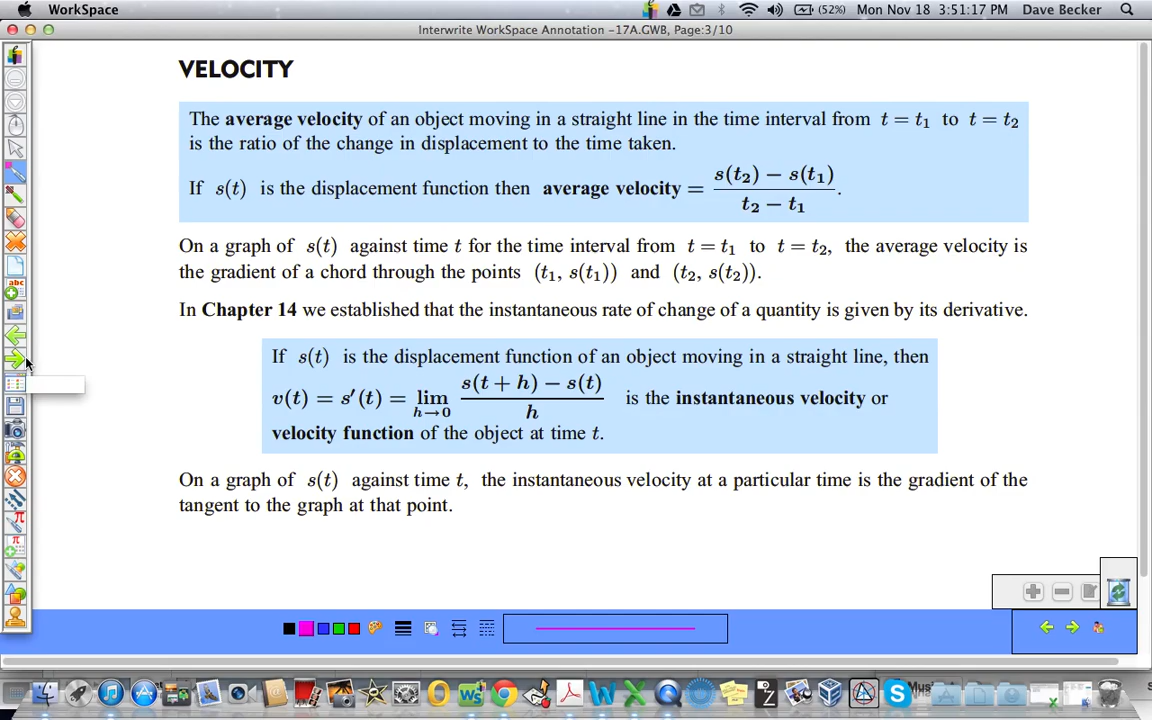 WorkSpace (52%) Mon Nov 18 3:51:17 PM Dave Becker
Interwrite WorkSpace Annotation -17A.GWB, Page:3/10
VELOCITY
The average velocity of an object moving in a straight line in the time interval from t = t₁ to t = t₂
is the ratio of the change in displacement to the time taken.
If s(t) is the displacement function then average velocity = (s(t₂) − s(t₁))/(t₂ − t₁).
On a graph of s(t) against time t for the time interval from t = t₁ to t = t₂, the average velocity is
the gradient of a chord through the points (t₁, s(t₁)) and (t₂, s(t₂)).
In Chapter 14 we established that the instantaneous rate of change of a quantity is given by its derivative.
If s(t) is the displacement function of an object moving in a straight line, then
v(t) = s′(t) = lim h→0 (s(t + h) − s(t))/h is the instantaneous velocity or
velocity function of the object at time t.
On a graph of s(t) against time t, the instantaneous velocity at a particular time is the gradient of the
tangent to the graph at that point.